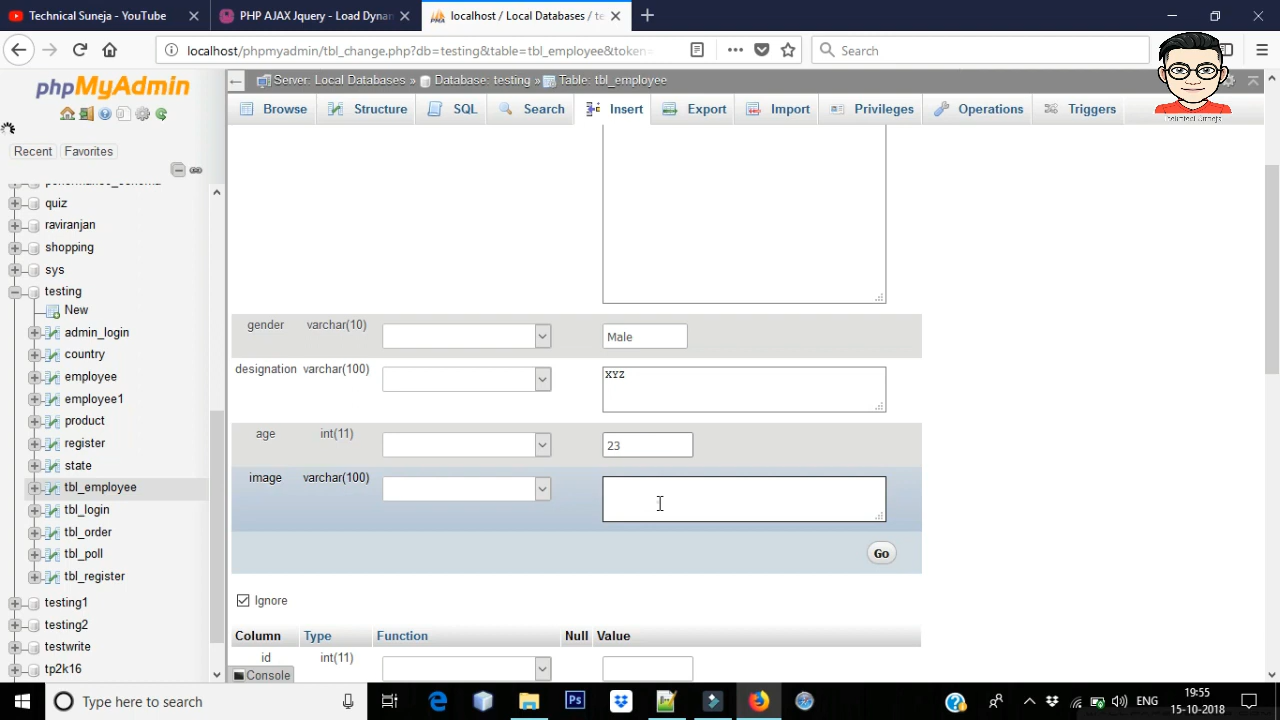 Technical Suneja - YouTube
PHP AJAX Jquery - Load Dynam
localhost / Local Databases / te
localhost/phpmyadmin/tbl_change.php?db=testing&table=tbl_employee&token=
Search
phpMyAdmin
Server: Local Databases » Database: testing » Table: tbl_employee
Browse Structure SQL Search Insert Export Import Privileges Operations Triggers
Recent Favorites
performance_schema
quiz
raviranjan
shopping
sys
testing
New
admin_login
country
employee
employee1
product
register
state
tbl_employee
tbl_login
tbl_order
tbl_poll
tbl_register
testing1
testing2
testwrite
tp2k16
gender varchar(10) Male
designation varchar(100) XYZ
age int(11) 23
image varchar(100)
Go
Ignore
Column Type Function Null Value
id int(11)
Console
Type here to search
ENG
19:55
15-10-2018